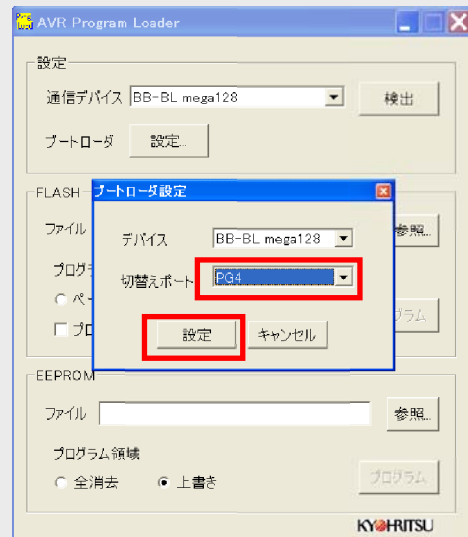 AVR Program Loader
設定
通信デバイス BB-BL mega128 検出
ブートローダ 設定...
FLASH
ブートローダ設定
ファイル 参照...
デバイス BB-BL mega128
切替えポート PG4
設定 キャンセル
EEPROM
ファイル 参照...
プログラム領域
全消去 上書き プログラム
KYOHRITSU